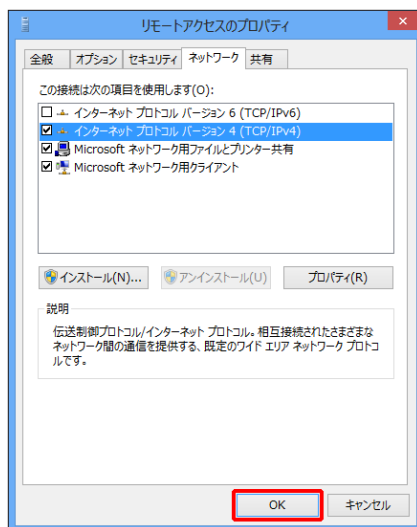 リモートアクセスのプロパティ
全般 オプション セキュリティ ネットワーク 共有
この接続は次の項目を使用します(O):
インターネット プロトコル バージョン 6 (TCP/IPv6)
インターネット プロトコル バージョン 4 (TCP/IPv4)
Microsoft ネットワーク用ファイルとプリンター共有
Microsoft ネットワーク用クライアント
インストール(N)... アンインストール(U) プロパティ(R)
説明
伝送制御プロトコル/インターネット プロトコル。相互接続されたさまざまな
ネットワーク間の通信を提供する、既定のワイド エリア ネットワーク プロトコ
ルです。
OK キャンセル